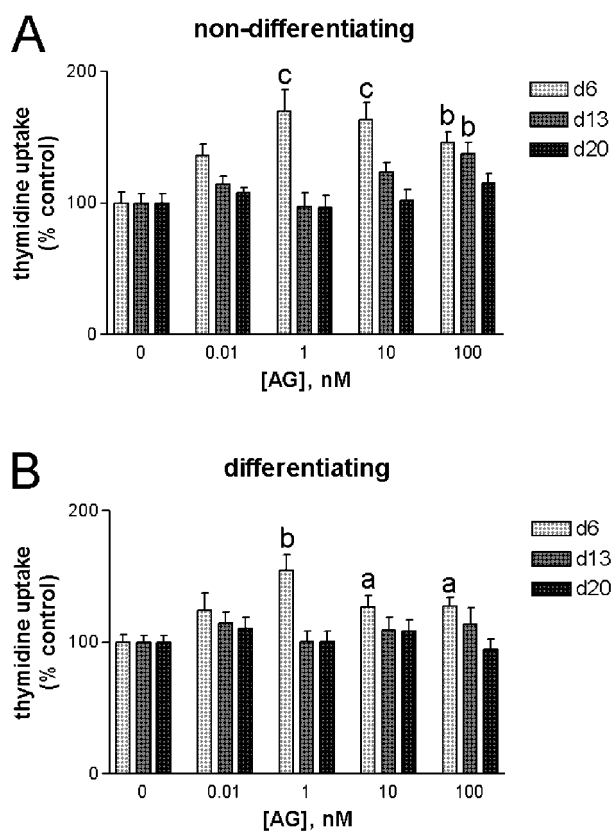 A
non-differentiating
200
100
0
thymidine uptake
(% control)
c c b b
d6
d13
d20
0 0.01 1 10 100
[AG], nM
B
differentiating
200
100
0
thymidine uptake
(% control)
b a a
d6
d13
d20
0 0.01 1 10 100
[AG], nM